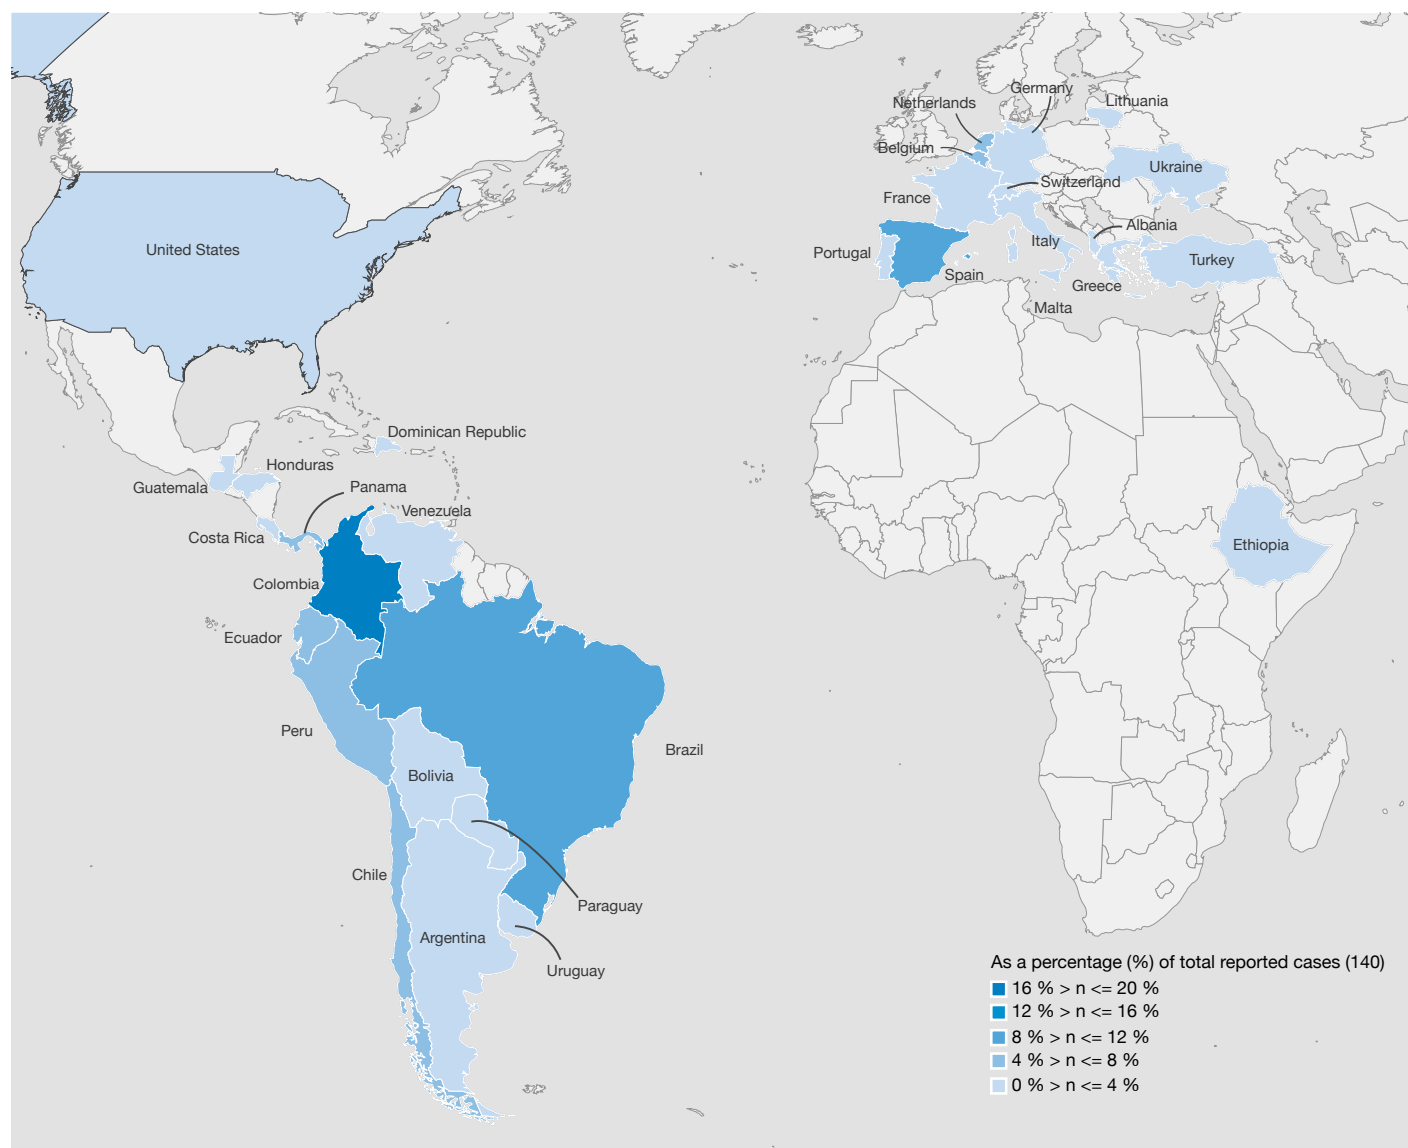 Germany
Netherlands
Lithuania
Belgium
Ukraine
Switzerland
France
Albania
United States
Italy
Portugal
Turkey
Spain
Greece
Malta
Dominican Republic
Honduras
Guatemala
Panama
Venezuela
Costa Rica
Ethiopia
Colombia
Ecuador
Peru
Brazil
Bolivia
Chile
Paraguay
Argentina
Uruguay
As a percentage (%) of total reported cases (140)
16 % > n <= 20 %
12 % > n <= 16 %
8 % > n <= 12 %
4 % > n <= 8 %
0 % > n <= 4 %